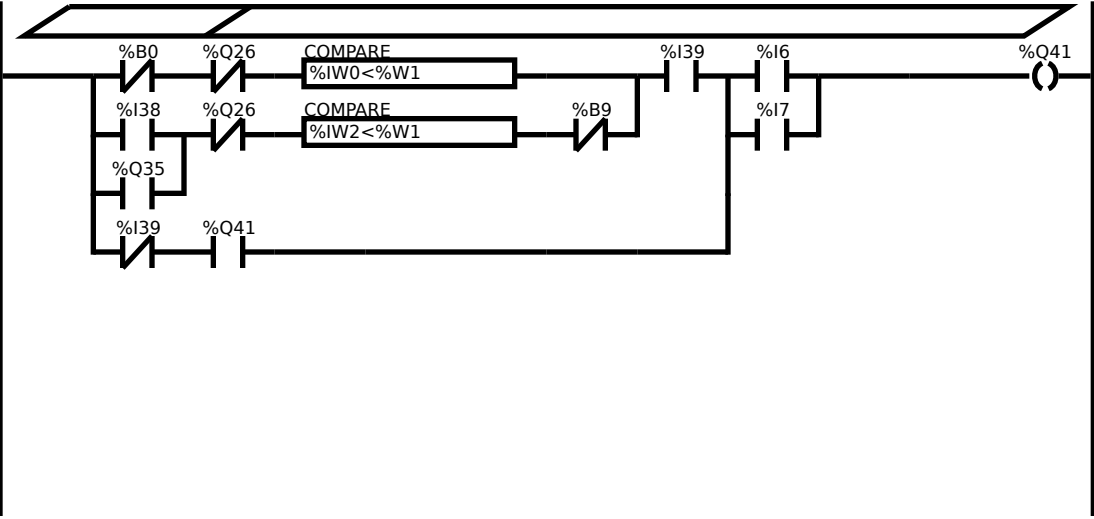 %B0 %Q26 COMPARE %I39 %I6 %Q41
%IW0<%W1
%I38 %Q26 COMPARE %B9 %I7
%IW2<%W1
%Q35
%I39 %Q41